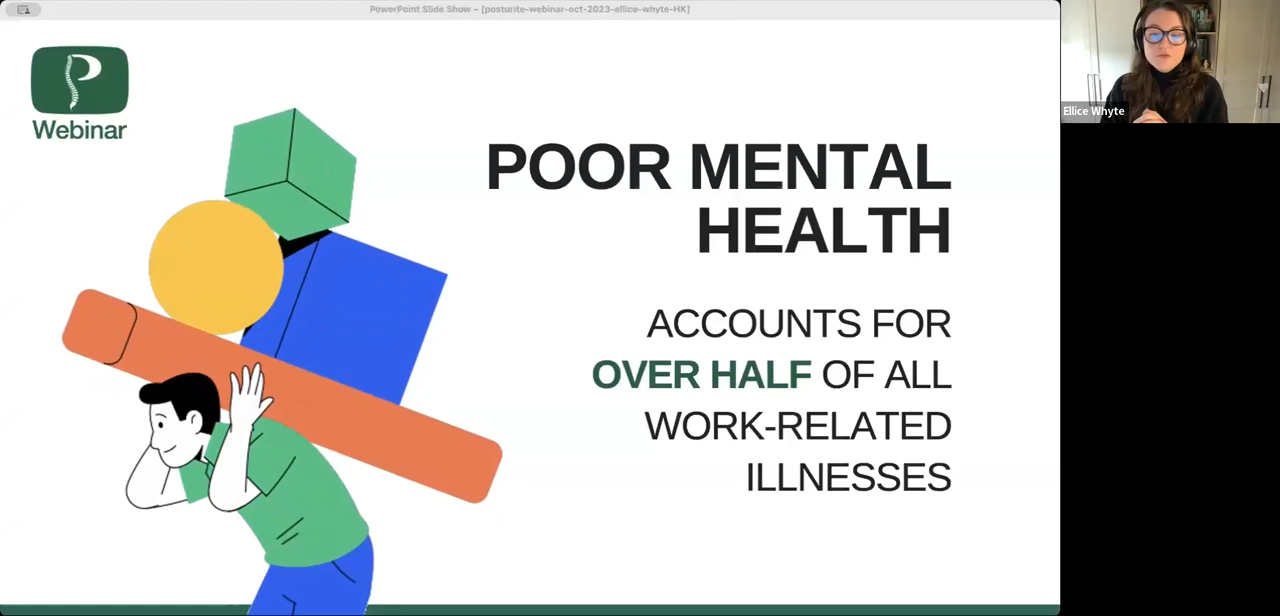 PowerPoint Slide Show – [posturite-webinar-oct-2023-ellice-whyte-HK]
P
Webinar
POOR MENTAL
HEALTH
ACCOUNTS FOR
OVER HALF OF ALL
WORK-RELATED
ILLNESSES
Ellice Whyte